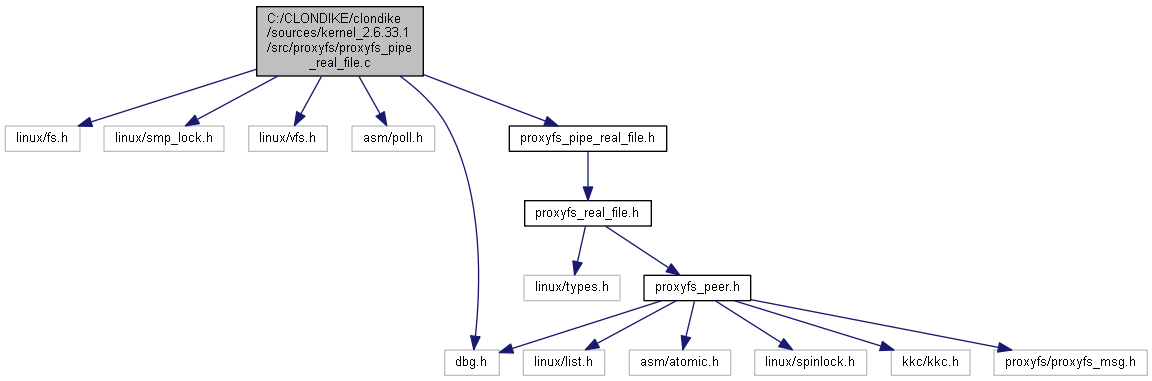 C:/CLONDIKE/clondike
/sources/kernel_2.6.33.1
/src/proxyfs/proxyfs_pipe
_real_file.c
linux/fs.h
linux/smp_lock.h
linux/vfs.h
asm/poll.h
proxyfs_pipe_real_file.h
proxyfs_real_file.h
linux/types.h
proxyfs_peer.h
dbg.h
linux/list.h
asm/atomic.h
linux/spinlock.h
kkc/kkc.h
proxyfs/proxyfs_msg.h